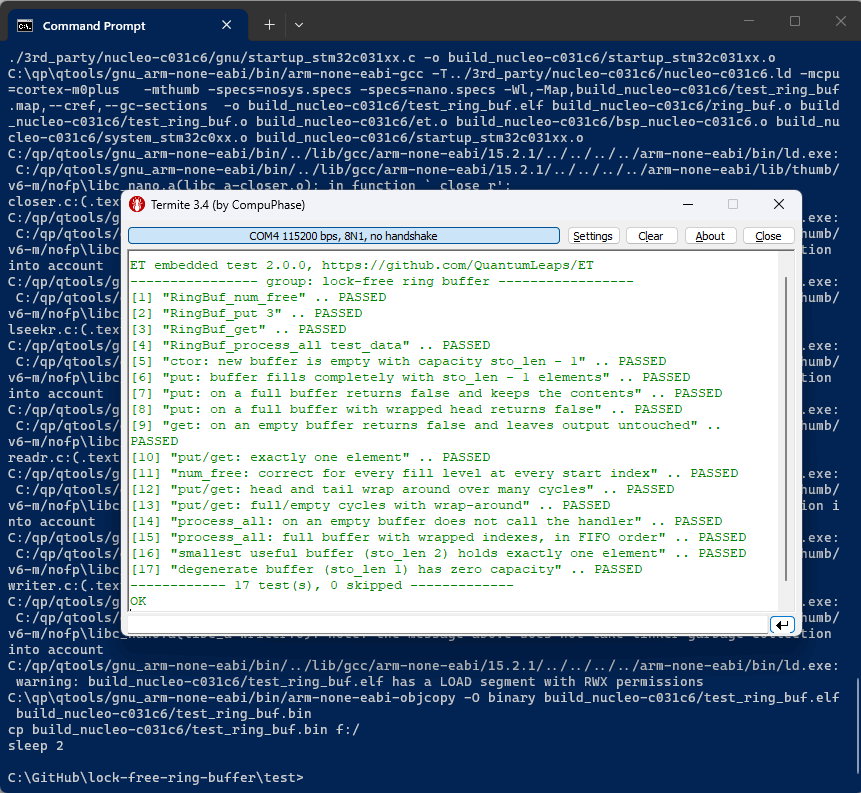 Command Prompt
./3rd_party/nucleo-c031c6/gnu/startup_stm32c031xx.c -o build_nucleo-c031c6/startup_stm32c031xx.o
C:\qp\qtools/gnu_arm-none-eabi/bin/arm-none-eabi-gcc -T../3rd_party/nucleo-c031c6/nucleo-c031c6.ld -mcpu
=cortex-m0plus   -mthumb -specs=nosys.specs -specs=nano.specs -Wl,-Map,build_nucleo-c031c6/test_ring_buf
.map,--cref,--gc-sections  -o build_nucleo-c031c6/test_ring_buf.elf build_nucleo-c031c6/ring_buf.o build
_nucleo-c031c6/test_ring_buf.o build_nucleo-c031c6/et.o build_nucleo-c031c6/bsp_nucleo-c031c6.o build_nu
cleo-c031c6/system_stm32c0xx.o build_nucleo-c031c6/startup_stm32c031xx.o
C:/qp/qtools/gnu_arm-none-eabi/bin/../lib/gcc/arm-none-eabi/15.2.1/../../../../arm-none-eabi/bin/ld.exe:
C:/qp/qtools/gnu_arm-none-eabi/bin/../lib/gcc/arm-none-eabi/15.2.1/../../../../arm-none-eabi/lib/thumb/
v6-m/nofp\libc_nano.a(libc_a-closer.o): in function `_close_r':
closer.c:(.tex
Termite 3.4 (by CompuPhase)
COM4 115200 bps, 8N1, no handshake
Settings
Clear
About
Close
ET embedded test 2.0.0, https://github.com/QuantumLeaps/ET
---------------- group: lock-free ring buffer -----------------
[1] "RingBuf_num_free" .. PASSED
[2] "RingBuf_put 3" .. PASSED
[3] "RingBuf_get" .. PASSED
[4] "RingBuf_process_all test_data" .. PASSED
[5] "ctor: new buffer is empty with capacity sto_len - 1" .. PASSED
[6] "put: buffer fills completely with sto_len - 1 elements" .. PASSED
[7] "put: on a full buffer returns false and keeps the contents" .. PASSED
[8] "put: on a full buffer with wrapped head returns false" .. PASSED
[9] "get: on an empty buffer returns false and leaves output untouched" ..
PASSED
[10] "put/get: exactly one element" .. PASSED
[11] "num_free: correct for every fill level at every start index" .. PASSED
[12] "put/get: head and tail wrap around over many cycles" .. PASSED
[13] "put/get: full/empty cycles with wrap-around" .. PASSED
[14] "process_all: on an empty buffer does not call the handler" .. PASSED
[15] "process_all: full buffer with wrapped indexes, in FIFO order" .. PASSED
[16] "smallest useful buffer (sto_len 2) holds exactly one element" .. PASSED
[17] "degenerate buffer (sto_len 1) has zero capacity" .. PASSED
------------ 17 test(s), 0 skipped -------------
OK
into account
C:/qp/qtools/gnu_arm-none-eabi/bin/../lib/gcc/arm-none-eabi/15.2.1/../../../../arm-none-eabi/bin/ld.exe:
warning: build_nucleo-c031c6/test_ring_buf.elf has a LOAD segment with RWX permissions
C:\qp\qtools/gnu_arm-none-eabi/bin/arm-none-eabi-objcopy -O binary build_nucleo-c031c6/test_ring_buf.elf
build_nucleo-c031c6/test_ring_buf.bin
cp build_nucleo-c031c6/test_ring_buf.bin f:/
sleep 2
C:\GitHub\lock-free-ring-buffer\test>